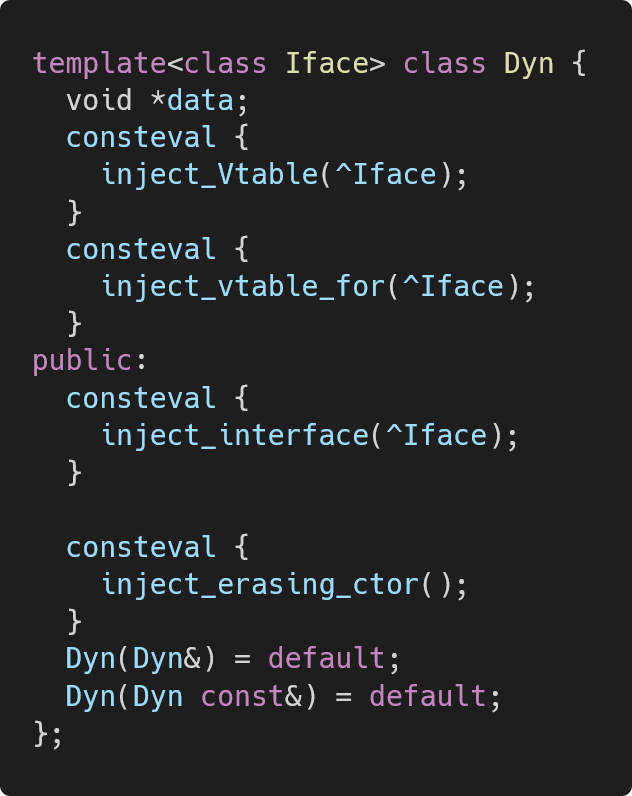 template<class Iface> class Dyn {
  void *data;
  consteval {
    inject_Vtable(^Iface);
  }
  consteval {
    inject_vtable_for(^Iface);
  }
public:
  consteval {
    inject_interface(^Iface);
  }

  consteval {
    inject_erasing_ctor();
  }
  Dyn(Dyn&) = default;
  Dyn(Dyn const&) = default;
};